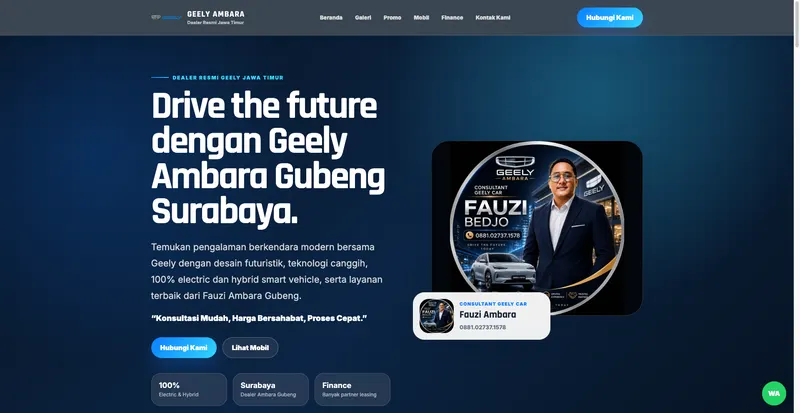 GEELY AMBARA
Dealer Resmi Jawa Timur
Beranda
Galeri
Promo
Mobil
Finance
Kontak Kami
Hubungi Kami
DEALER RESMI GEELY JAWA TIMUR
Drive the future
dengan Geely
Ambara Gubeng
Surabaya.
Temukan pengalaman berkendara modern bersama
Geely dengan desain futuristik, teknologi canggih,
100% electric dan hybrid smart vehicle, serta layanan
terbaik dari Fauzi Ambara Gubeng.
“Konsultasi Mudah, Harga Bersahabat, Proses Cepat.”
Hubungi Kami
Lihat Mobil
100%
Electric & Hybrid
Surabaya
Dealer Ambara Gubeng
Finance
Banyak partner leasing
GEELY
AMBARA
CONSULTANT
GEELY CAR
FAUZI
BEDJO
0881.02737.1578
DRIVE THE FUTURE
TODAY
GEELY
CONSULTANT GEELY CAR
Fauzi Ambara
0881.02737.1578
WA